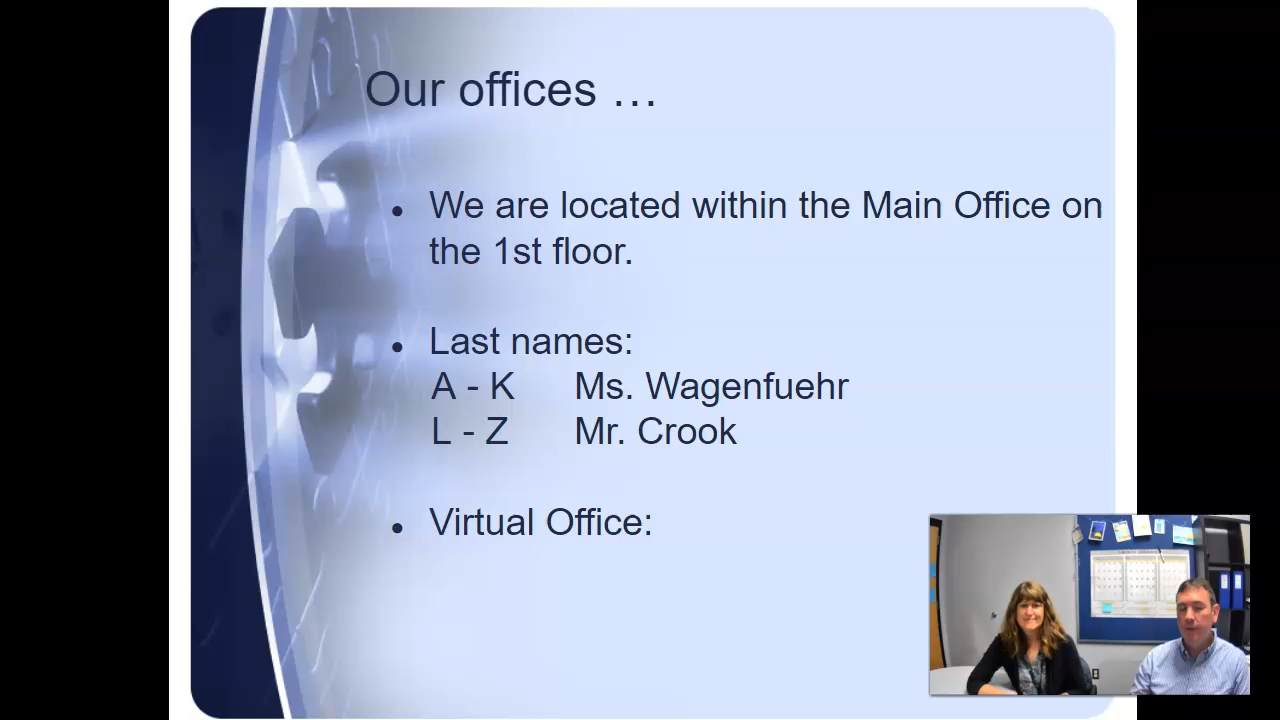 Our offices …
• We are located within the Main Office on
the 1st floor.
• Last names:
A - K Ms. Wagenfuehr
L - Z Mr. Crook
• Virtual Office: